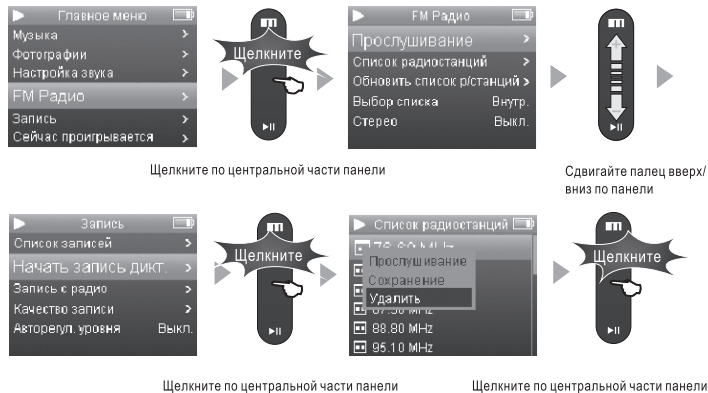 Главное меню
Музыка
Фотографии
Настройка звука
FM Радио
Запись
Сейчас проигрывается
Щелкните
FM Радио
Прослушивание
Список радиостанций
Обновить список р/станций
Выбор списка Внутр.
Стерео Выкл.
Щелкните по центральной части панели
Сдвигайте палец вверх/
вниз по панели
Запись
Список записей
Начать запись дикт.
Запись с радио
Качество записи
Авторегул. уровня Выкл.
Щелкните
Список радиостанций
Прослушивание
Сохранение
Удалить
87.50 MHz
88.80 MHz
95.10 MHz
Щелкните
Щелкните по центральной части панели
Щелкните по центральной части панели